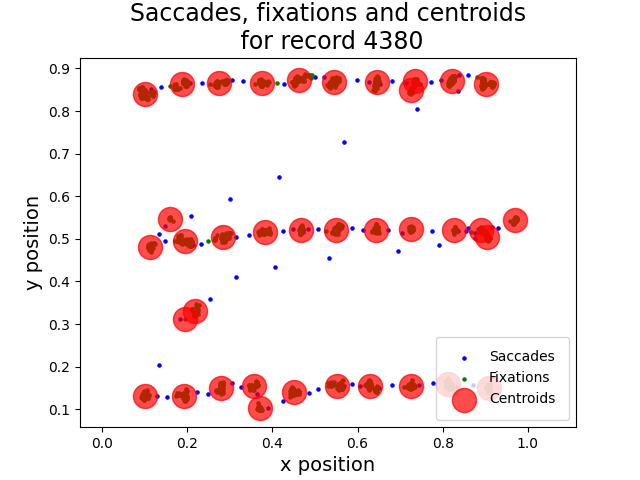 Saccades, fixations and centroids
for record 4380
0.9
0.8
0.7
0.6
0.5
0.4
0.3
0.2
0.1
y position
Saccades
Fixations
Centroids
0.0 0.2 0.4 0.6 0.8 1.0
x position